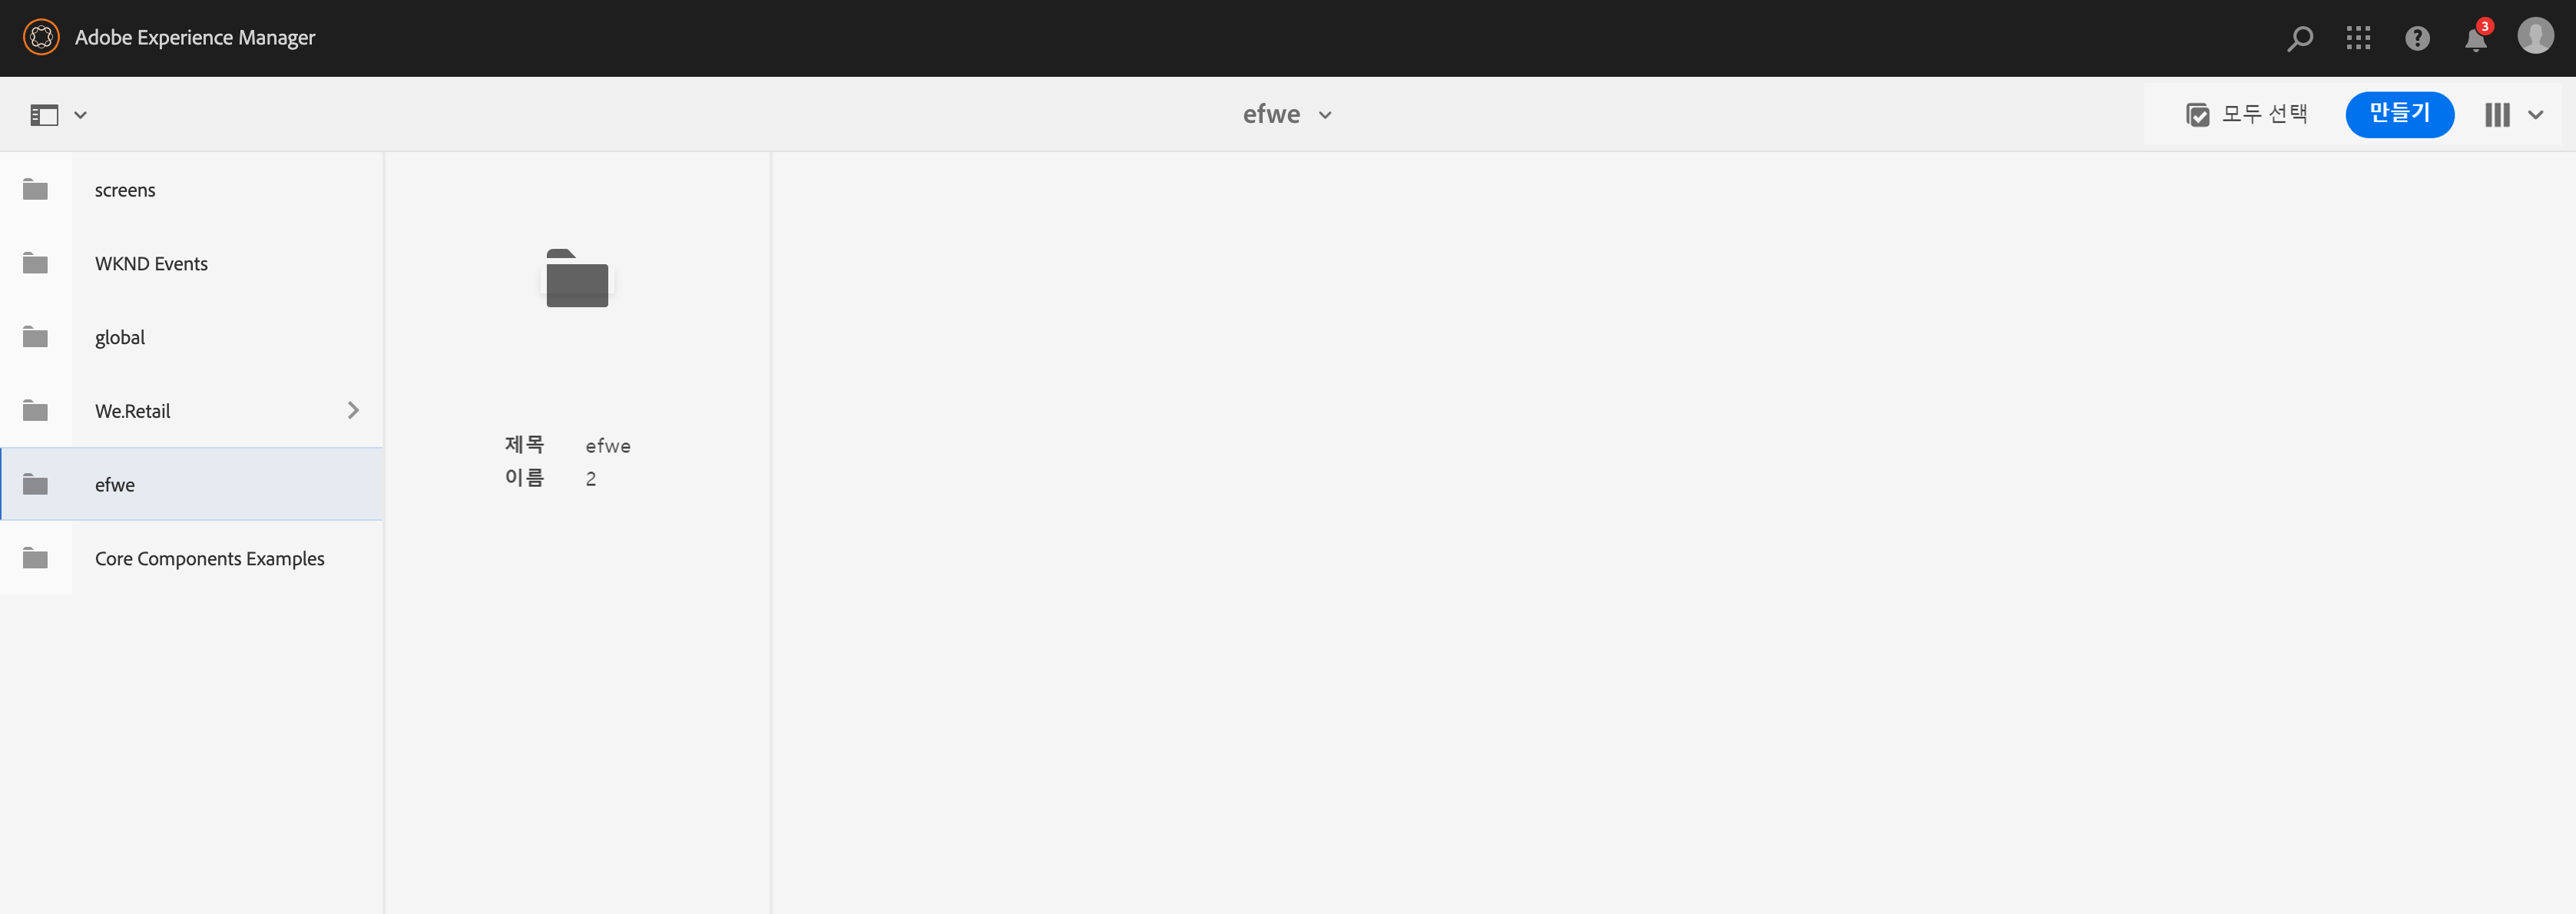 Adobe Experience Manager
3
efwe
모두 선택
만들기
screens
WKND Events
global
We.Retail
efwe
Core Components Examples
제목 efwe
이름 2